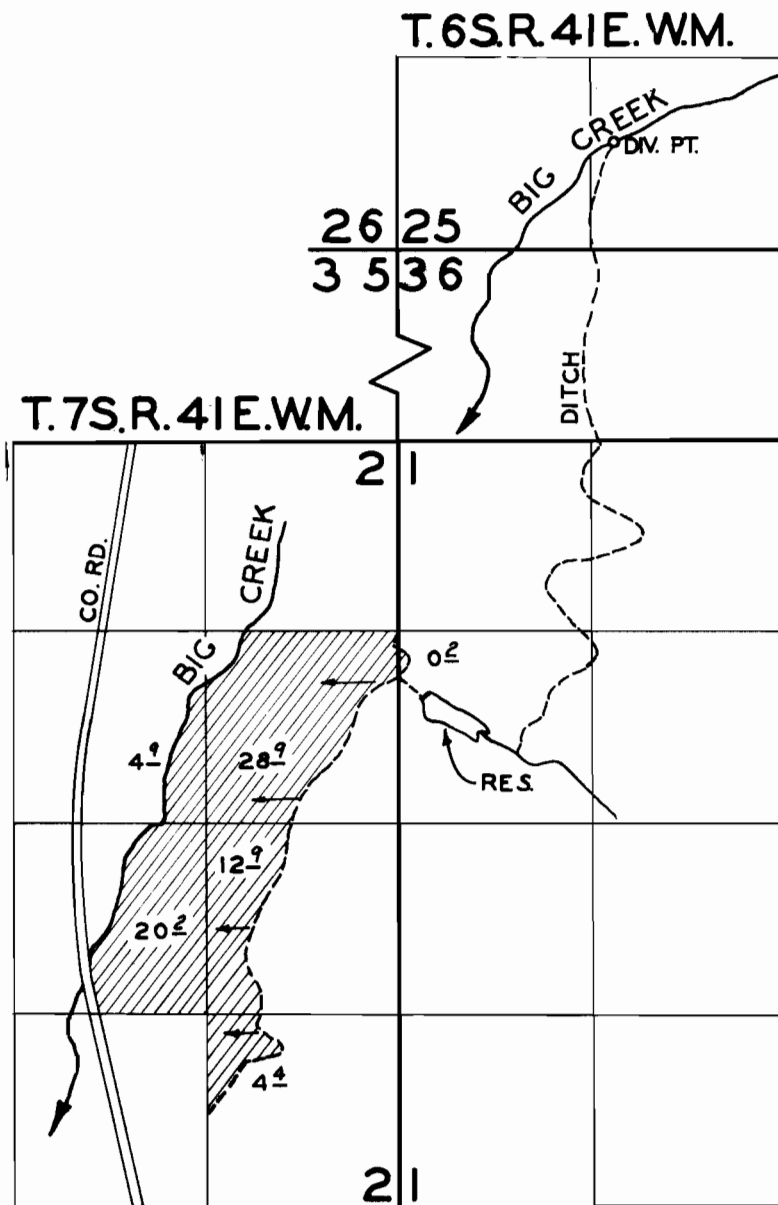 T. 6S. R. 41E. W.M.
BIG CREEK
DIV. PT.
26 25
35 36
DITCH
T. 7S. R. 41E. W.M.
2 1
CO. RD.
BIG CREEK
0 2
4 9
28 9
RES.
12 9
20 2
4 4
2 1